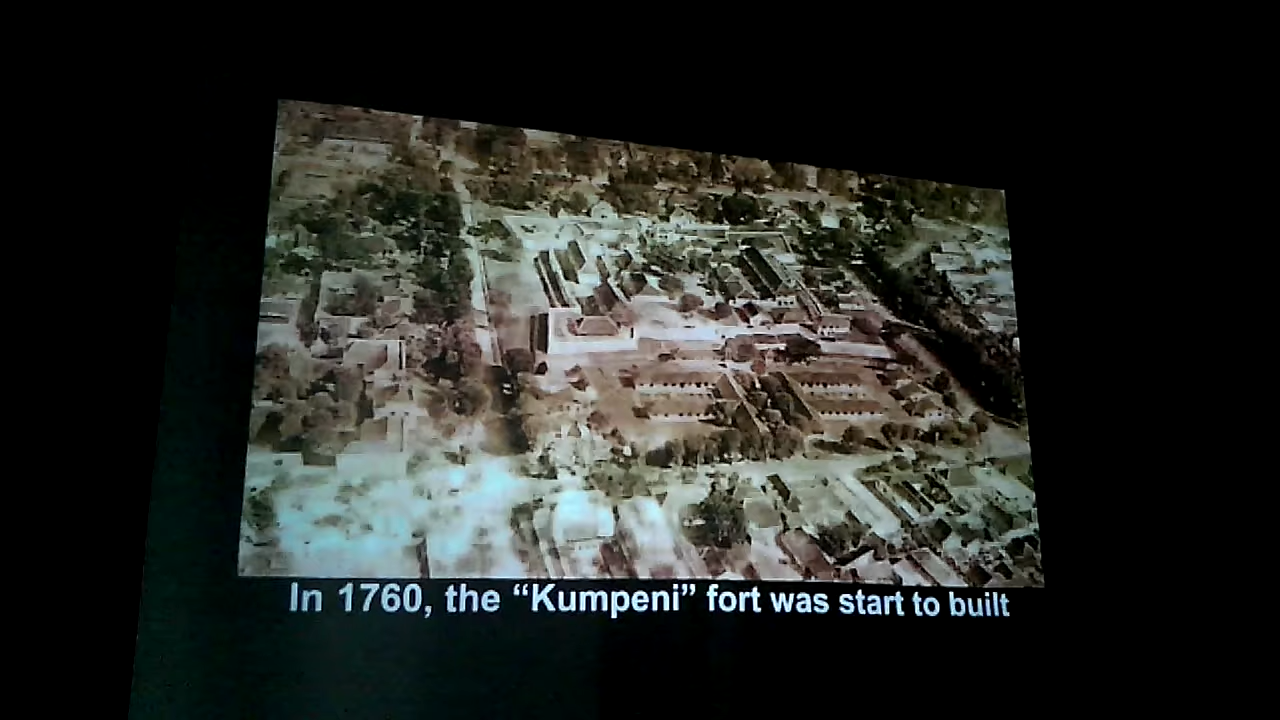 In 1760, the “Kumpeni” fort was start to built